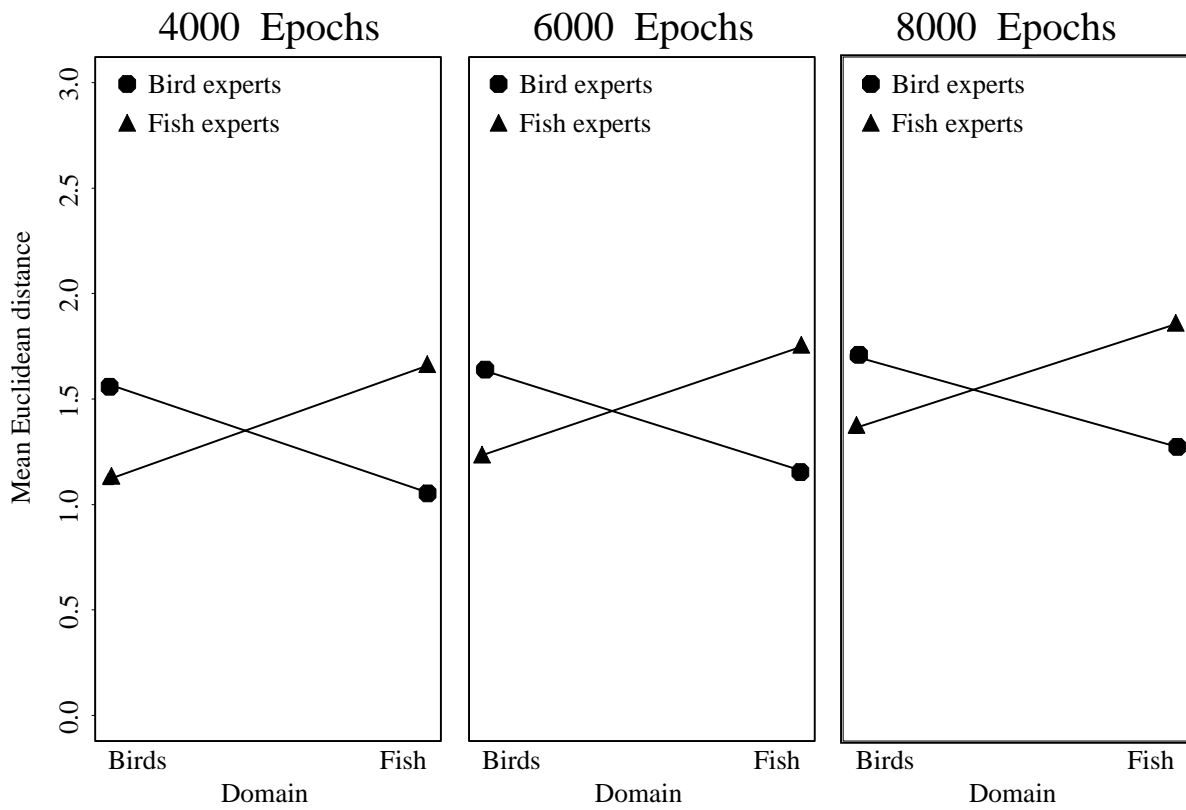 4000 Epochs
6000 Epochs
8000 Epochs
Bird experts
Fish experts
Bird experts
Fish experts
Bird experts
Fish experts
Mean Euclidean distance
3.0
2.5
2.0
1.5
1.0
0.5
0.0
Birds Fish
Domain
Birds Fish
Domain
Birds Fish
Domain